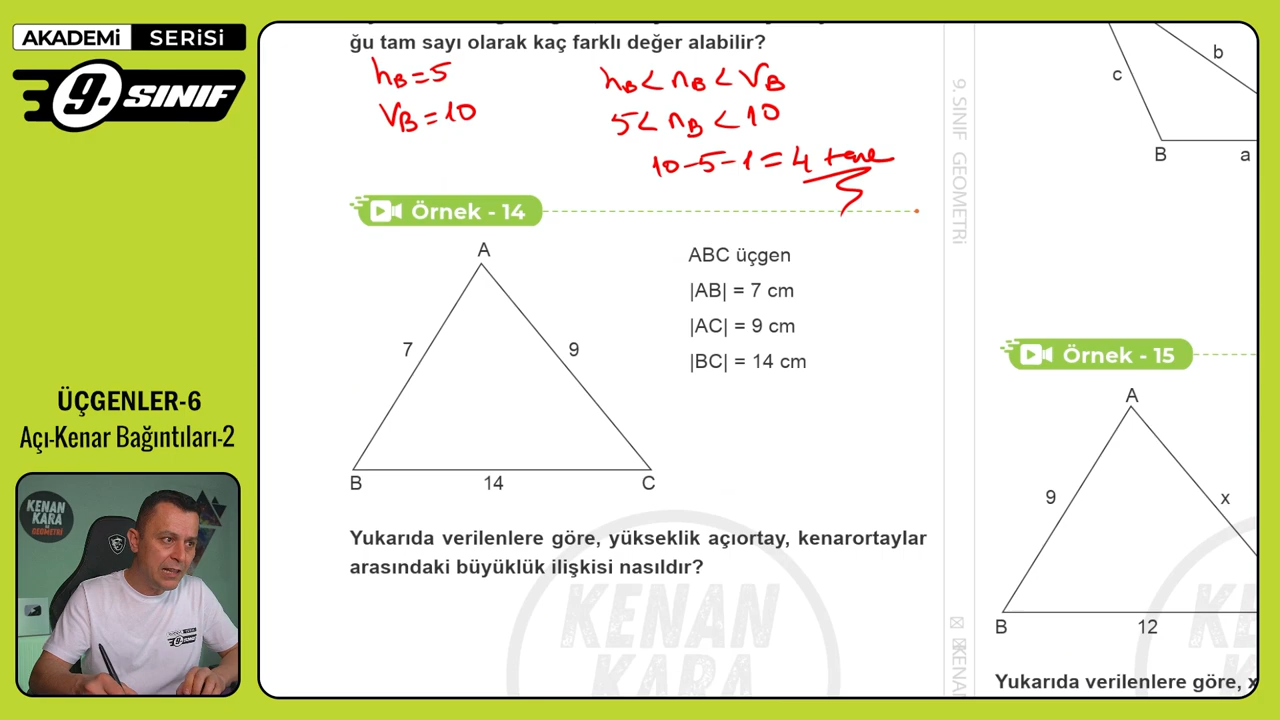 AKADEMİ SERİSİ
9. SINIF
ÜÇGENLER-6
Açı-Kenar Bağıntıları-2
KENAN
KARA
GEOMETRİ
ğu tam sayı olarak kaç farklı değer alabilir?
hB = 5
VB = 10
hB < nB < VB
5 < nB < 10
10-5-1 = 4 tane
Örnek - 14
A
7
9
B
14
C
ABC üçgen
|AB| = 7 cm
|AC| = 9 cm
|BC| = 14 cm
Yukarıda verilenlere göre, yükseklik açıortay, kenarortaylar
arasındaki büyüklük ilişkisi nasıldır?
KENAN
KARA
9. SINIF GEOMETRİ
c
b
B
a
Örnek - 15
A
9
x
B
12
Yukarıda verilenlere göre, x